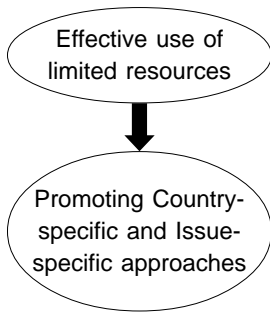 Effective use of
limited resources
Promoting Country-
specific and Issue-
specific approaches